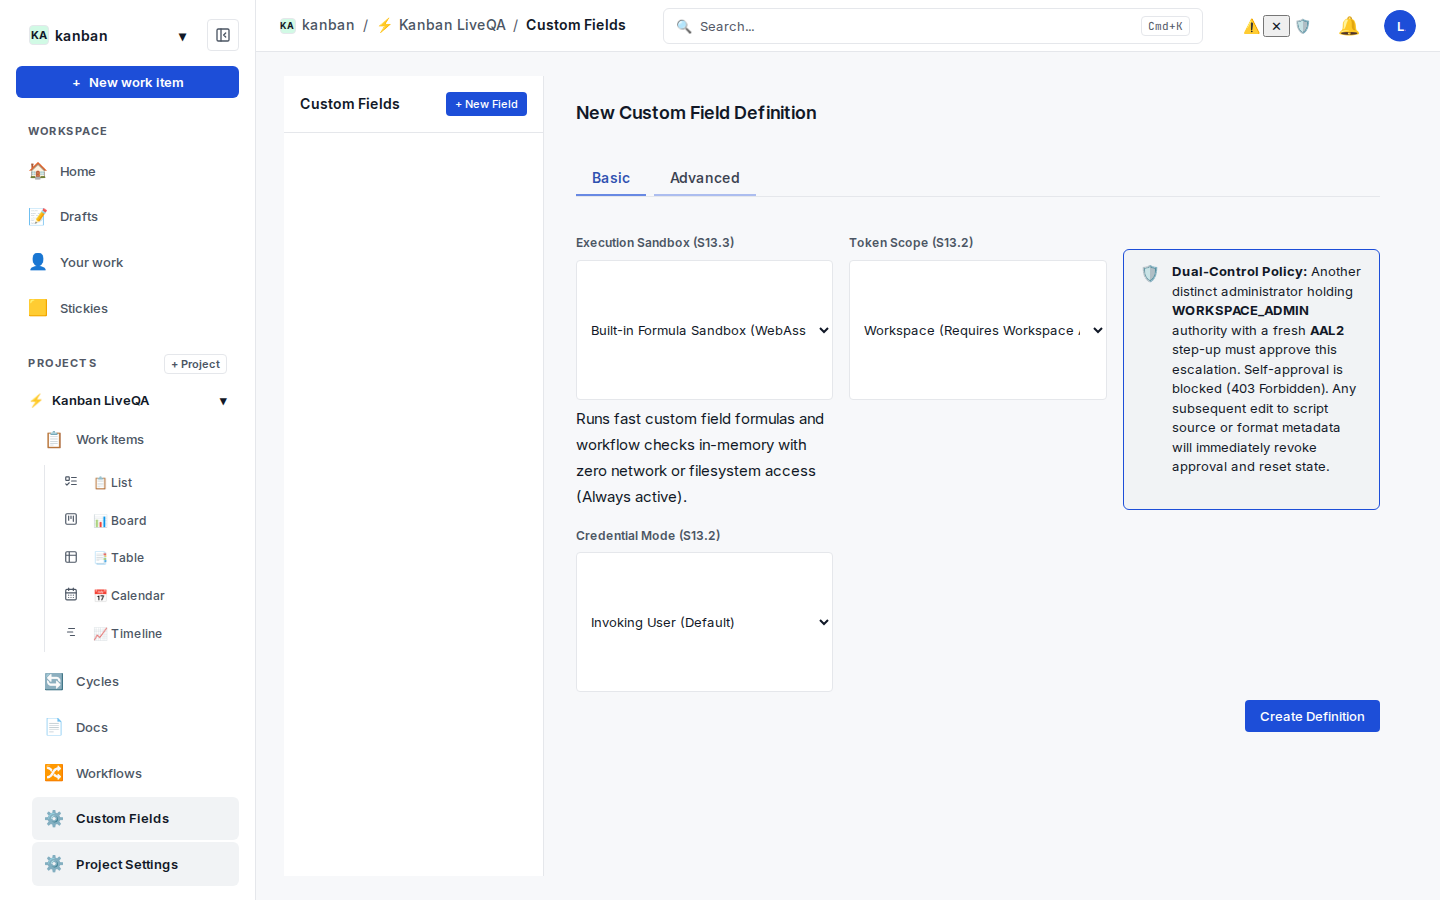 KA kanban ▾
+ New work item
WORKSPACE
Home
Drafts
Your work
Stickies
PROJECTS
+ Project
Kanban LiveQA ▾
Work Items
List
Board
Table
Calendar
Timeline
Cycles
Docs
Workflows
Custom Fields
Project Settings
KA kanban / ⚡ Kanban LiveQA / Custom Fields
Search...
Cmd+K
✕
L
Custom Fields
+ New Field
New Custom Field Definition
Basic
Advanced
Execution Sandbox (S13.3)
Built-in Formula Sandbox (WebAss
Runs fast custom field formulas and
workflow checks in-memory with
zero network or filesystem access
(Always active).
Token Scope (S13.2)
Workspace (Requires Workspace
Dual-Control Policy: Another
distinct administrator holding
WORKSPACE_ADMIN
authority with a fresh AAL2
step-up must approve this
escalation. Self-approval is
blocked (403 Forbidden). Any
subsequent edit to script
source or format metadata
will immediately revoke
approval and reset state.
Credential Mode (S13.2)
Invoking User (Default)
Create Definition